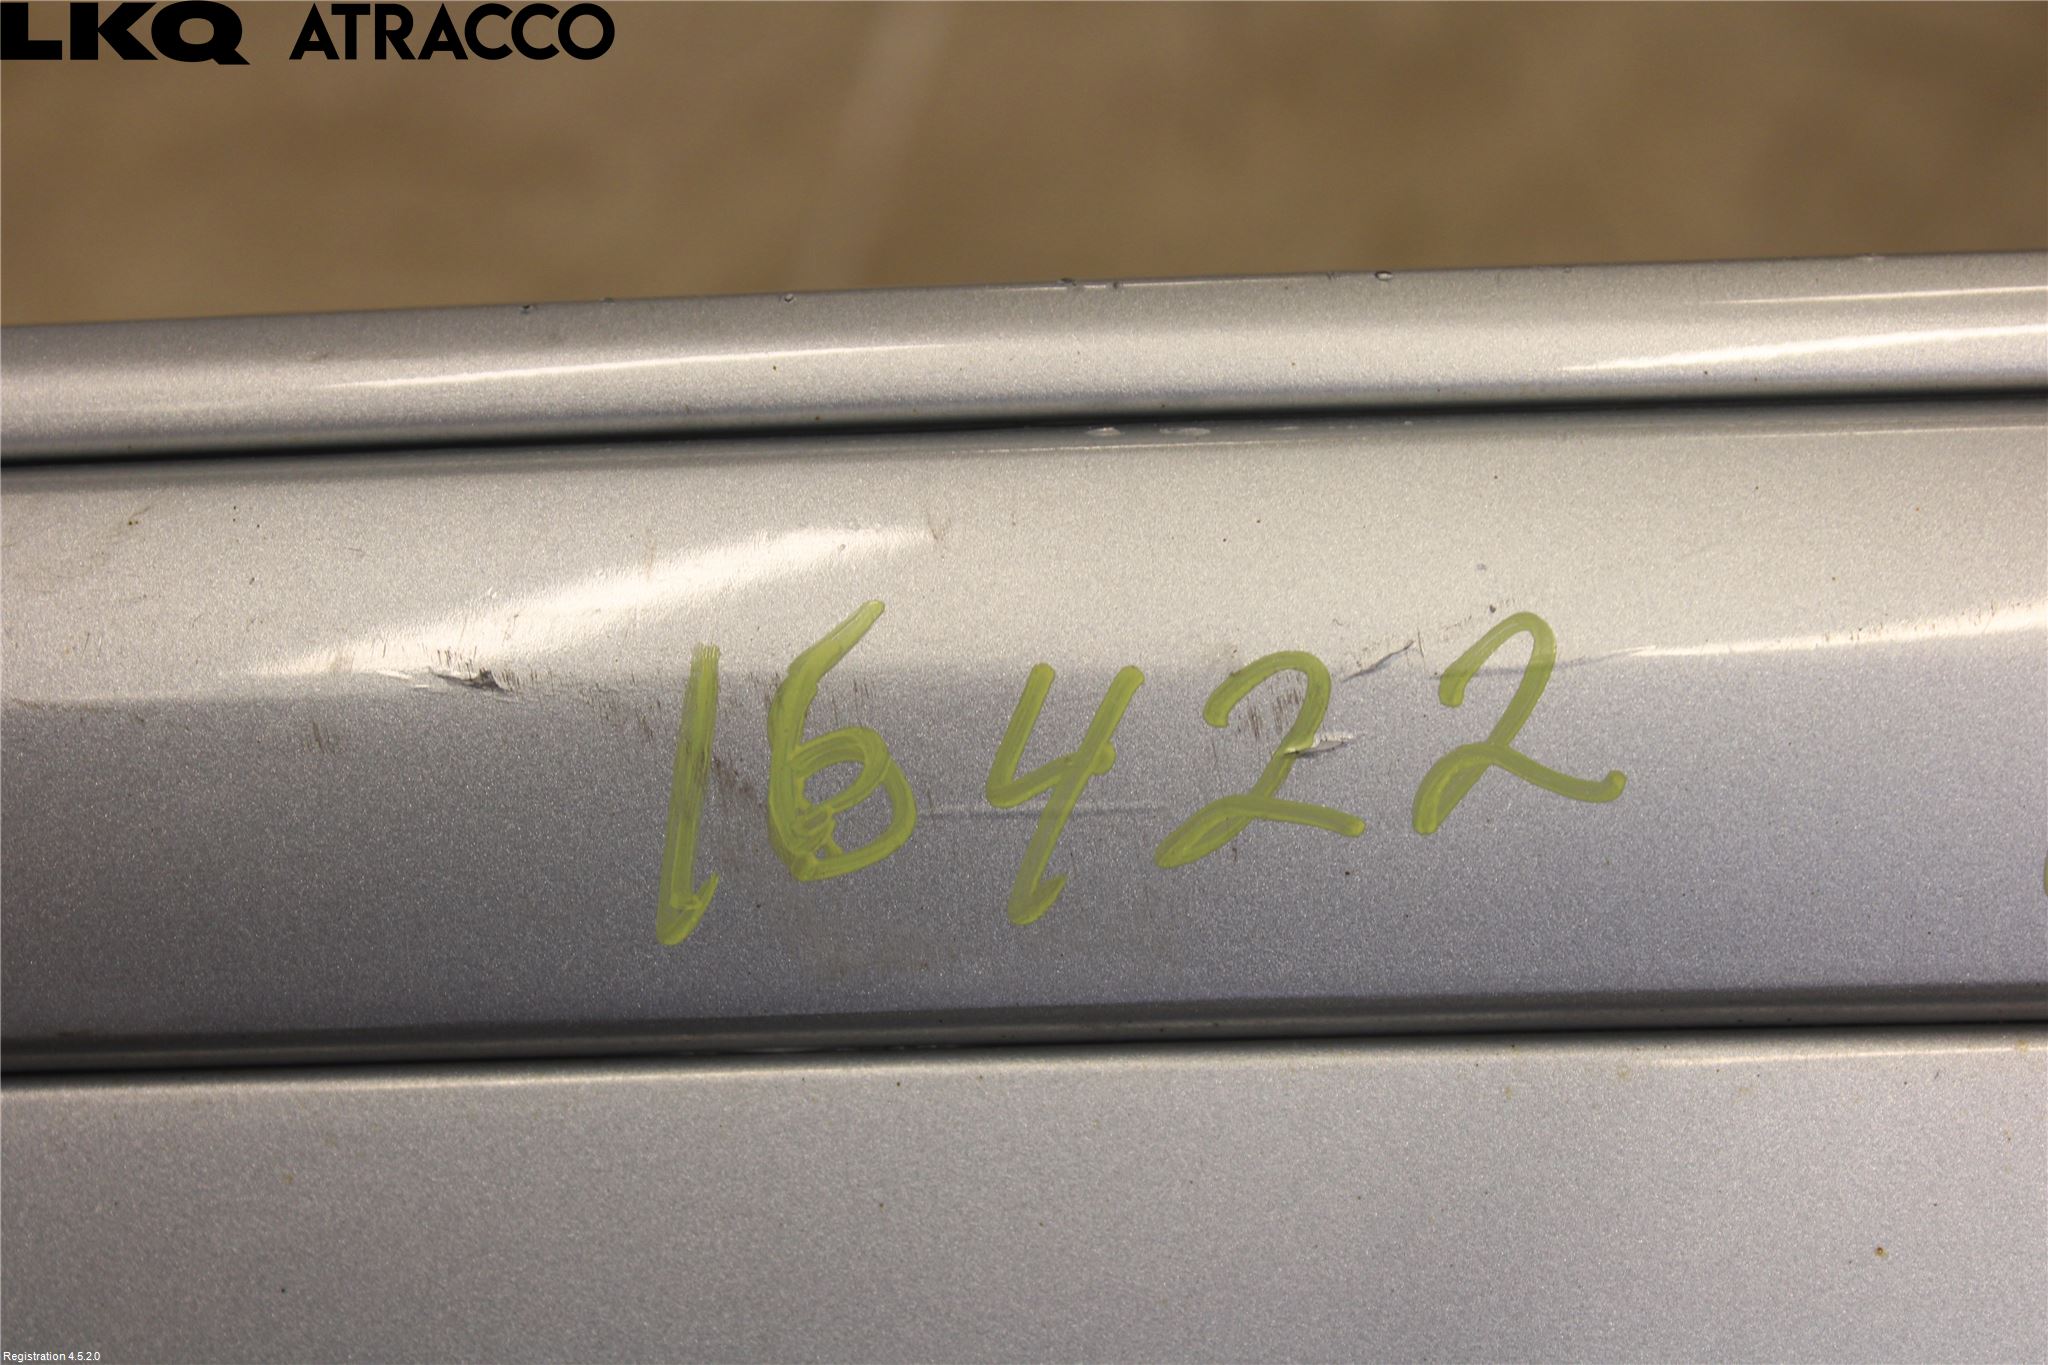 LKQ ATRACCO
16422
Registration 4.5.2.0